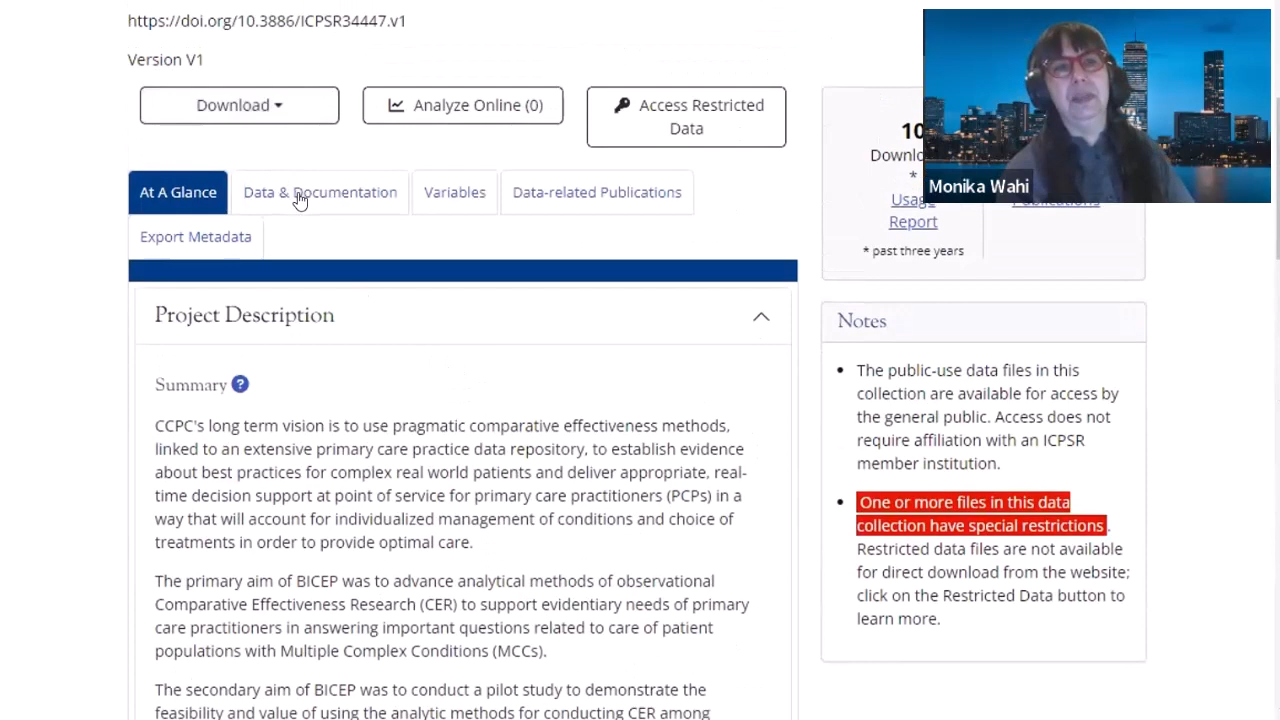 https://doi.org/10.3886/ICPSR34447.v1
Version V1
Download
Analyze Online (0)
Access Restricted
Data
10
Downlo
*
Usage
Report
* past three years
Publications
Monika Wahi
At A Glance
Data & Documentation
Variables
Data-related Publications
Export Metadata
Project Description
Summary ?
CCPC's long term vision is to use pragmatic comparative effectiveness methods,
linked to an extensive primary care practice data repository, to establish evidence
about best practices for complex real world patients and deliver appropriate, real-
time decision support at point of service for primary care practitioners (PCPs) in a
way that will account for individualized management of conditions and choice of
treatments in order to provide optimal care.
The primary aim of BICEP was to advance analytical methods of observational
Comparative Effectiveness Research (CER) to support evidentiary needs of primary
care practitioners in answering important questions related to care of patient
populations with Multiple Complex Conditions (MCCs).
The secondary aim of BICEP was to conduct a pilot study to demonstrate the
feasibility and value of using the analytic methods for conducting CER among
Notes
• The public-use data files in this
collection are available for access by
the general public. Access does not
require affiliation with an ICPSR
member institution.
• One or more files in this data
collection have special restrictions.
Restricted data files are not available
for direct download from the website;
click on the Restricted Data button to
learn more.